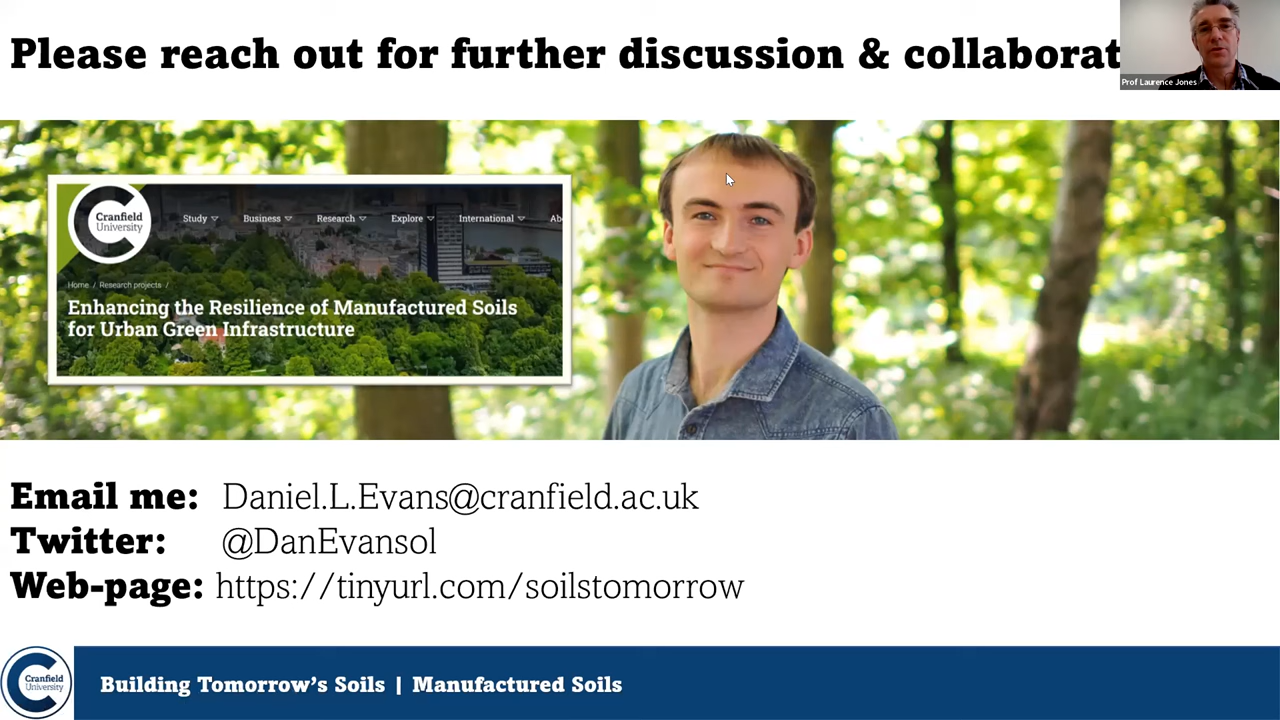 Please reach out for further discussion & collaborat
Prof Laurence Jones
Cranfield
University
Study Business Research Explore International Ab
Home / Research projects /
Enhancing the Resilience of Manufactured Soils
for Urban Green Infrastructure
Email me: Daniel.L.Evans@cranfield.ac.uk
Twitter: @DanEvansol
Web-page: https://tinyurl.com/soilstomorrow
Cranfield
University
Building Tomorrow's Soils | Manufactured Soils